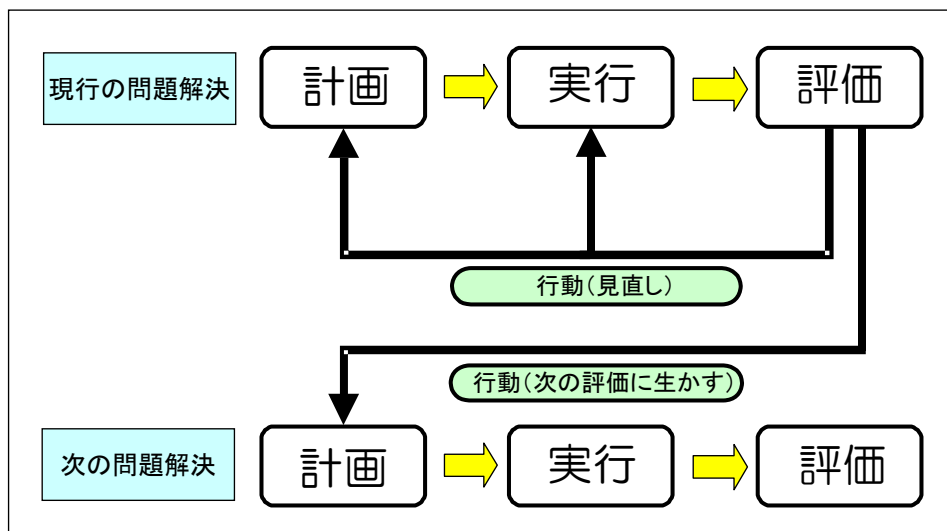 現行の問題解決
計画
実行
評価
行動(見直し)
行動(次の評価に生かす)
次の問題解決
計画
実行
評価